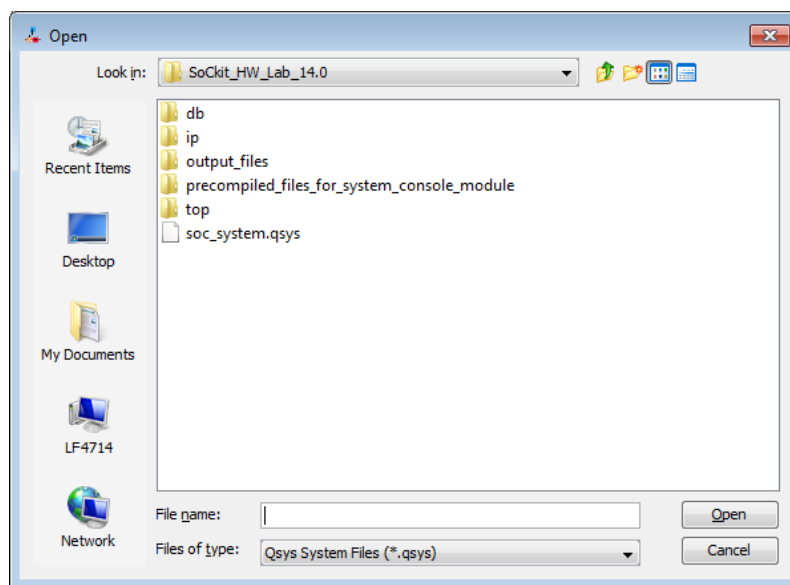 Open
Look in: SoCkit_HW_Lab_14.0
Recent Items
Desktop
My Documents
LF4714
Network
db
ip
output_files
precompiled_files_for_system_console_module
top
soc_system.qsys
File name:
Open
Files of type: Qsys System Files (*.qsys)
Cancel